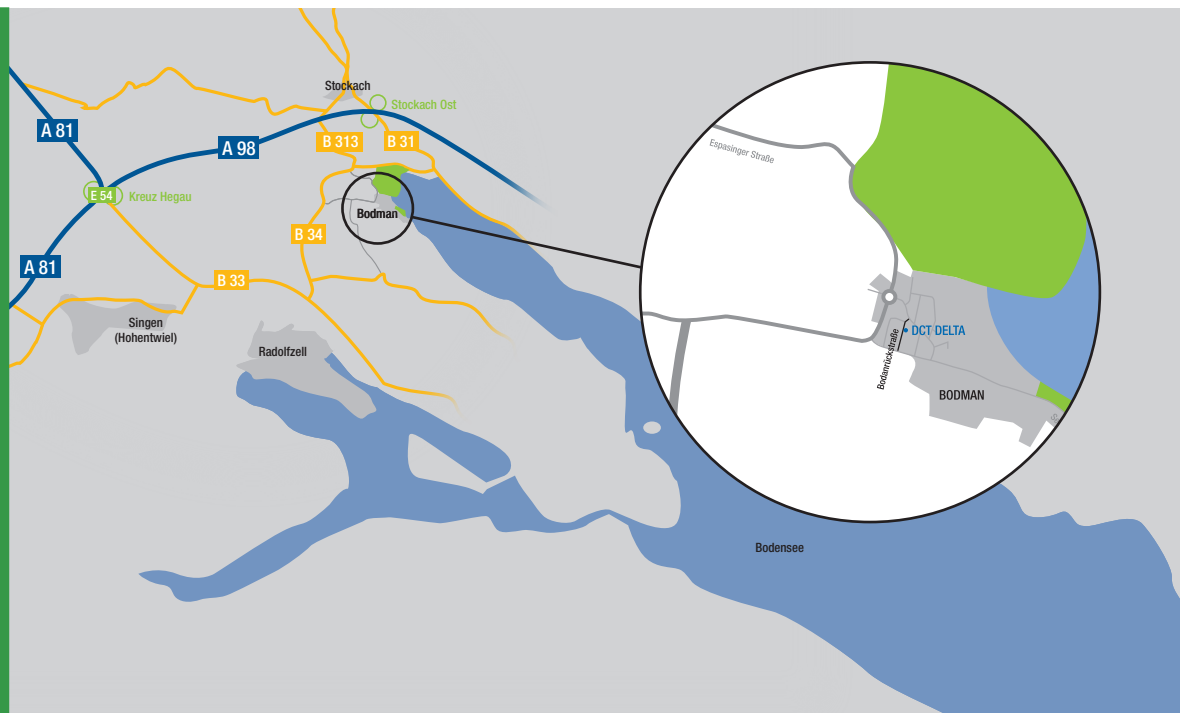 Stockach
Stockach Ost
A 81
A 98
B 313
B 31
E 54
Kreuz Hegau
Bodman
B 34
A 81
B 33
Singen
(Hohentwiel)
Radolfzell
Bodensee
Espasinger Straße
DCT DELTA
Bodanrückstraße
BODMAN